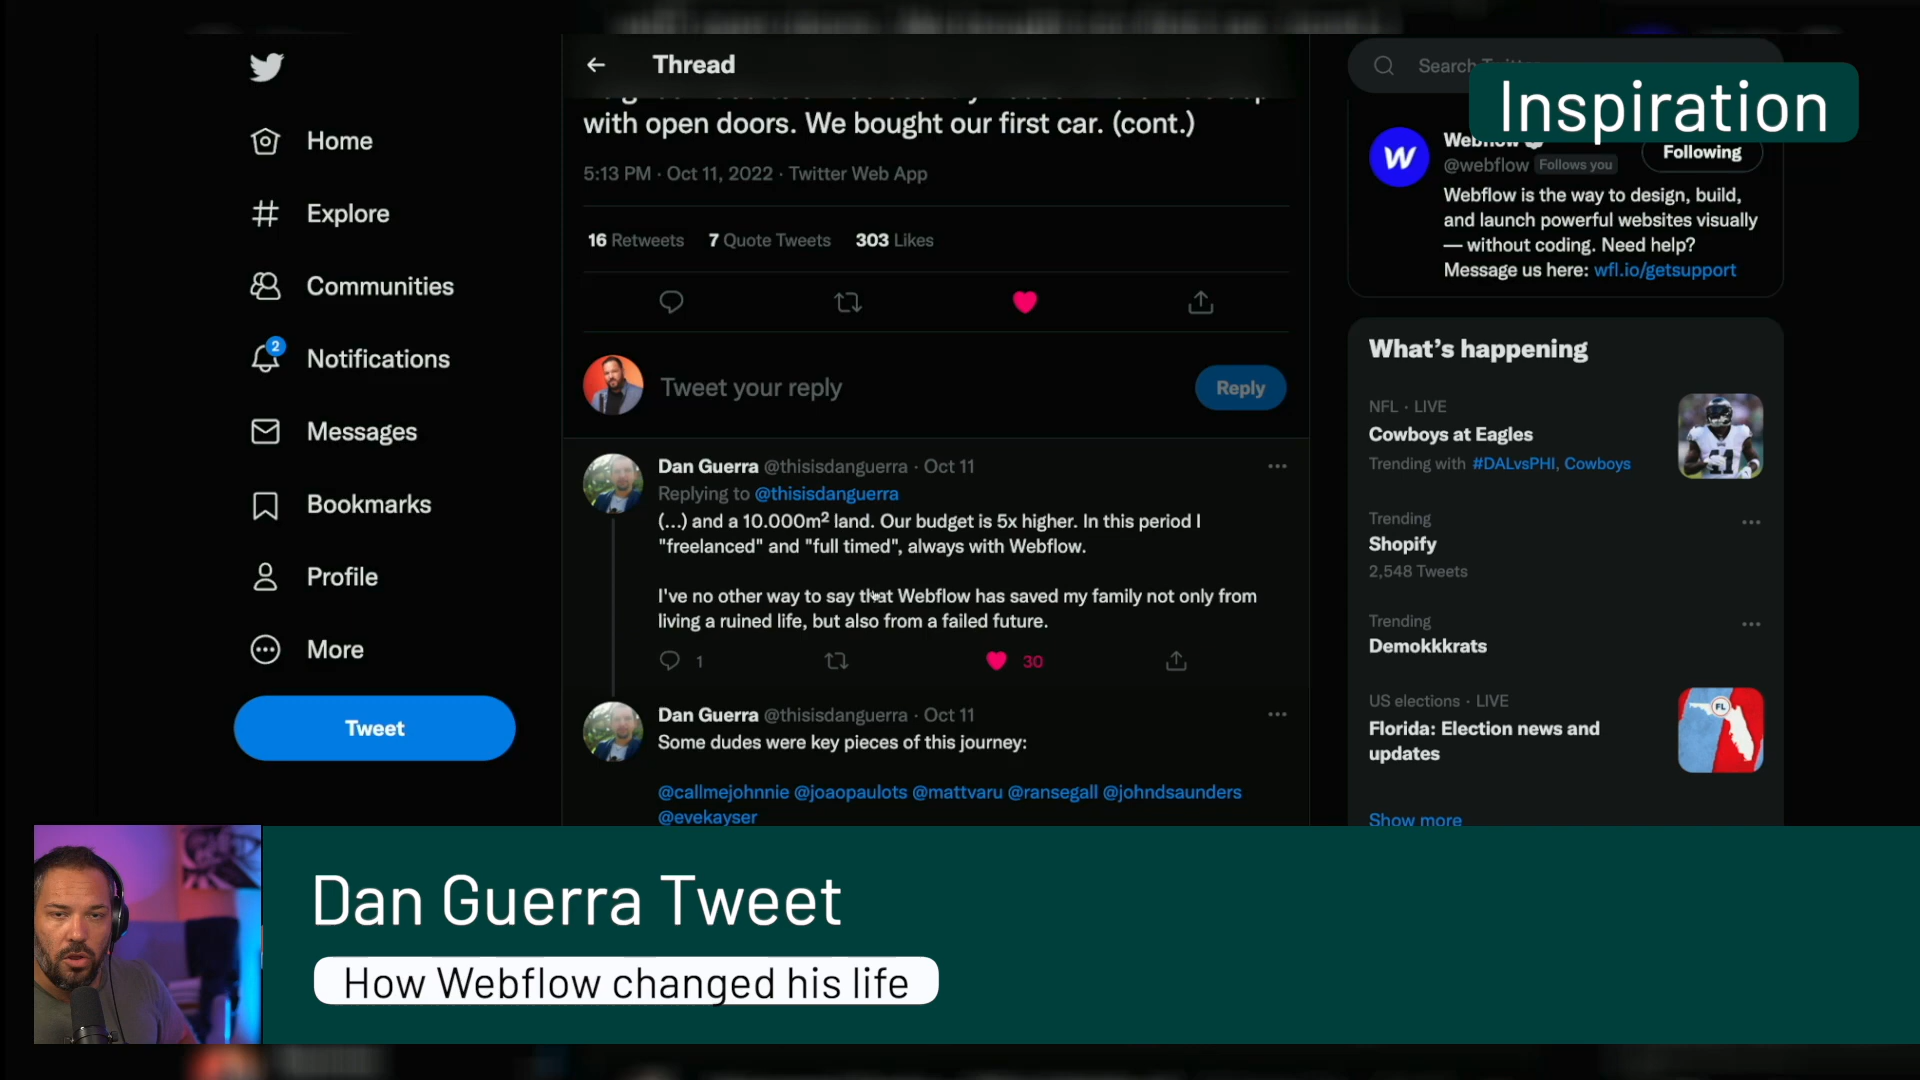 Home
Explore
Communities
2
Notifications
Messages
Bookmarks
Profile
More
Tweet
Thread
with open doors. We bought our first car. (cont.)
5:13 PM · Oct 11, 2022 · Twitter Web App
16 Retweets 7 Quote Tweets 303 Likes
Tweet your reply
Reply
Dan Guerra @thisisdanguerra · Oct 11
Replying to @thisisdanguerra
(...) and a 10.000m² land. Our budget is 5x higher. In this period I
"freelanced" and "full timed", always with Webflow.
I've no other way to say that Webflow has saved my family not only from
living a ruined life, but also from a failed future.
1 30
Dan Guerra @thisisdanguerra · Oct 11
Some dudes were key pieces of this journey:
@callmejohnnie @joaopaulots @mattvaru @ransegall @johndsaunders
@evekayser
Search
Inspiration
W
Webflow
@webflow Follows you
Following
Webflow is the way to design, build,
and launch powerful websites visually
— without coding. Need help?
Message us here: wfl.io/getsupport
What's happening
NFL · LIVE
Cowboys at Eagles
Trending with #DALvsPHI, Cowboys
Trending
Shopify
2,548 Tweets
Trending
Demokkkrats
US elections · LIVE
Florida: Election news and
updates
FL
Show more
Dan Guerra Tweet
How Webflow changed his life